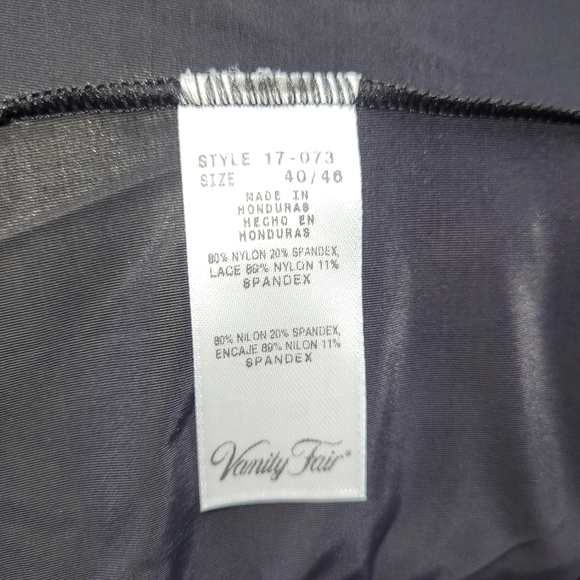 STYLE 17-073
SIZE 40/46
MADE IN
HONDURAS
HECHO EN
HONDURAS
80% NYLON 20% SPANDEX,
LACE 89% NYLON 11%
SPANDEX
80% NILON 20% SPANDEX,
ENCAJE 89% NILON 11%
SPANDEX
Vanity Fair®